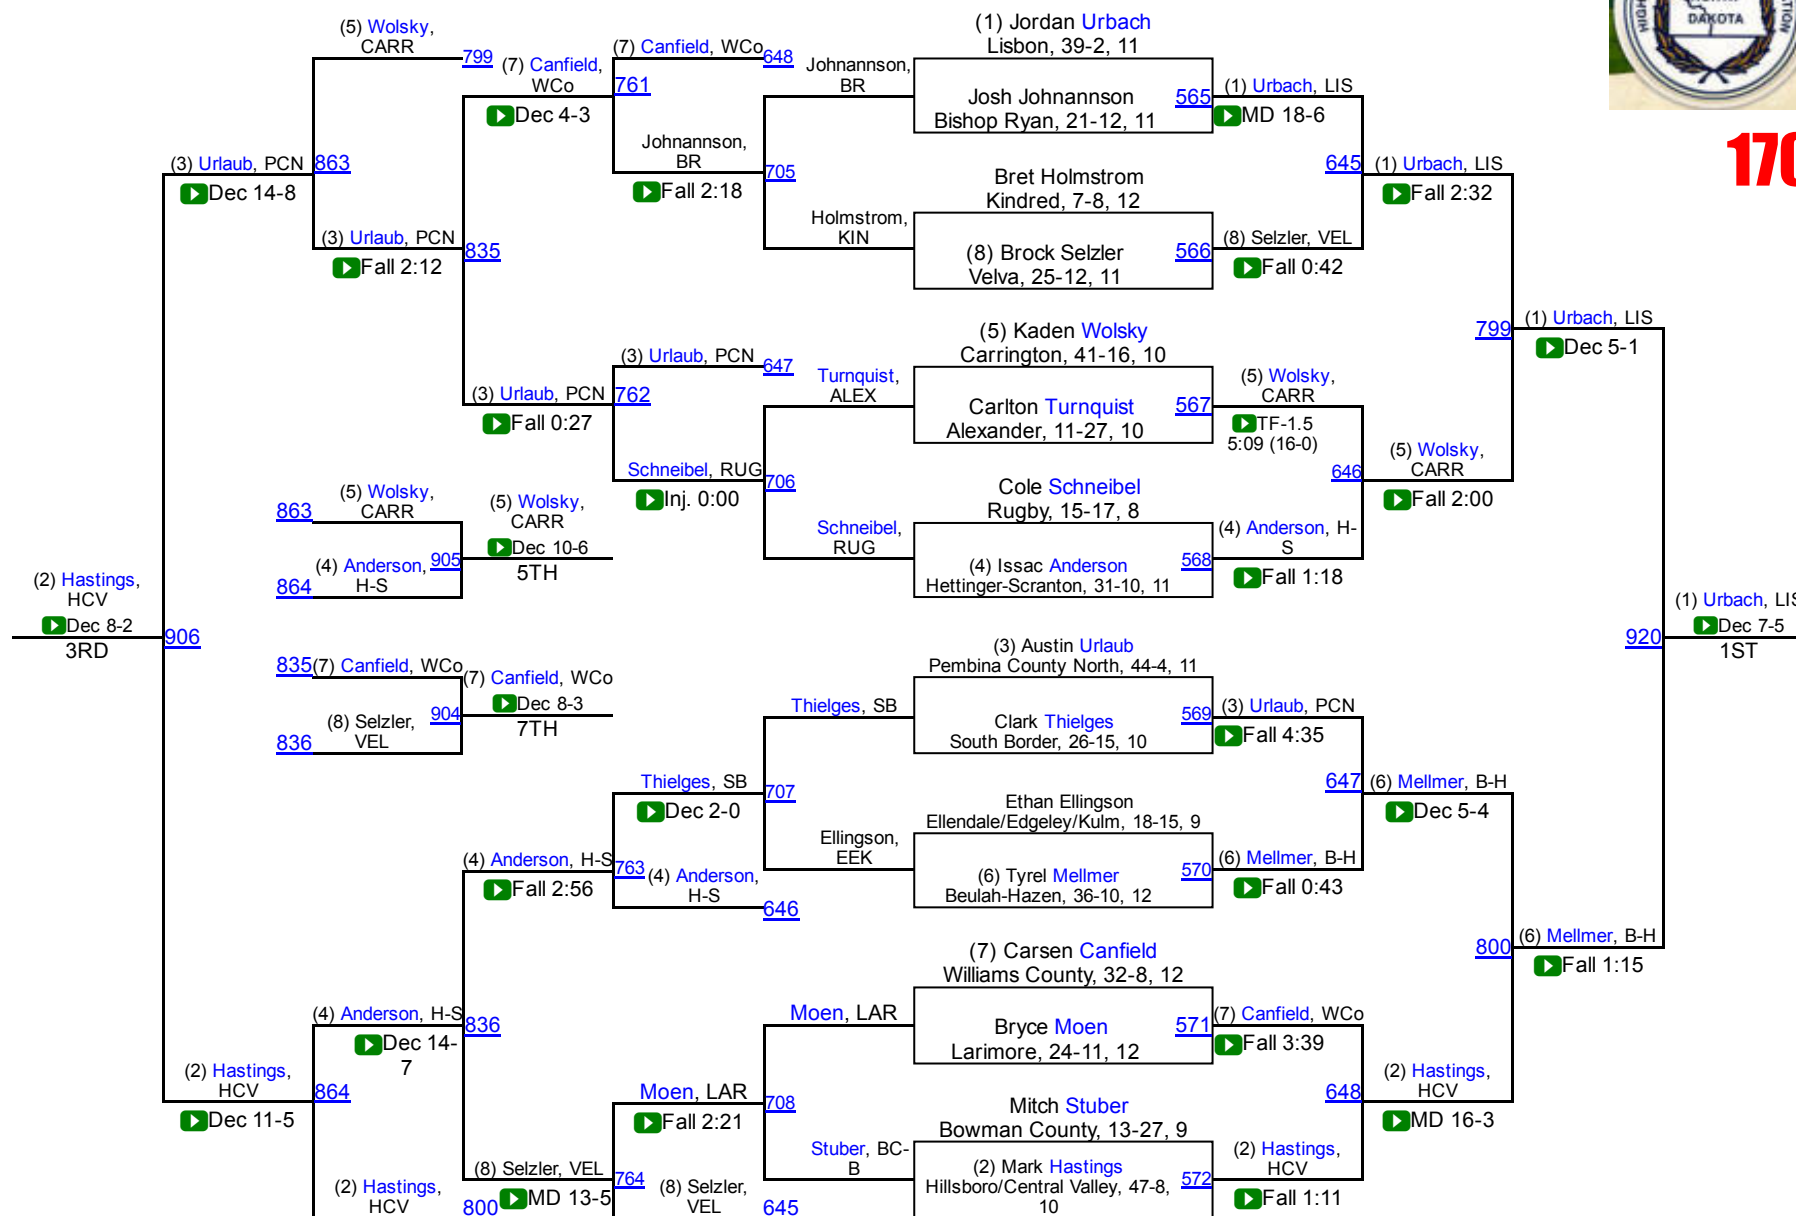 (5) Wolsky,
CARR
799
(7) Canfield,
WCo
Dec 4-3
(7) Canfield, WCo
648
761
Johnannson,
BR
Johnannson,
BR
Fall 2:18
705
Holmstrom,
KIN
(3) Urlaub, PCN
Dec 14-8
863
(3) Urlaub, PCN
Fall 2:12
835
(3) Urlaub, PCN
Fall 0:27
(3) Urlaub, PCN
647
762
Turnquist,
ALEX
Schneibel, RUG
Inj. 0:00
706
Schneibel,
RUG
(1) Jordan Urbach
Lisbon, 39-2, 11
Josh Johnannson
Bishop Ryan, 21-12, 11
565
(1) Urbach, LIS
MD 18-6
Bret Holmstrom
Kindred, 7-8, 12
(8) Brock Selzler
Velva, 25-12, 11
566
(8) Selzler, VEL
Fall 0:42
645
(1) Urbach, LIS
Fall 2:32
(5) Kaden Wolsky
Carrington, 41-16, 10
Carlton Turnquist
Alexander, 11-27, 10
567
(5) Wolsky,
CARR
TF-1.5
5:09 (16-0)
Cole Schneibel
Rugby, 15-17, 8
(4) Issac Anderson
Hettinger-Scranton, 31-10, 11
568
(4) Anderson, H-
S
Fall 1:18
646
(5) Wolsky,
CARR
Fall 2:00
799
(1) Urbach, LIS
Dec 5-1
DAKOTA
170
863
(5) Wolsky,
CARR
864
(4) Anderson,
H-S
905
(5) Wolsky,
CARR
Dec 10-6
5TH
(2) Hastings,
HCV
Dec 8-2
3RD
906
835
(7) Canfield, WCo
836
(8) Selzler,
VEL
904
(7) Canfield, WCo
Dec 8-3
7TH
920
(1) Urbach, LIS
Dec 7-5
1ST
(3) Austin Urlaub
Pembina County North, 44-4, 11
Clark Thielges
South Border, 26-15, 10
569
(3) Urlaub, PCN
Fall 4:35
Thielges, SB
Thielges, SB
Dec 2-0
707
Ellingson,
EEK
Ethan Ellingson
Ellendale/Edgeley/Kulm, 18-15, 9
(6) Tyrel Mellmer
Beulah-Hazen, 36-10, 12
570
(6) Mellmer, B-H
Fall 0:43
647
(6) Mellmer, B-H
Dec 5-4
(4) Anderson, H-S
Fall 2:56
763
(4) Anderson,
H-S
646
(7) Carsen Canfield
Williams County, 32-8, 12
Bryce Moen
Larimore, 24-11, 12
571
(7) Canfield, WCo
Fall 3:39
800
(6) Mellmer, B-H
Fall 1:15
Moen, LAR
(4) Anderson, H-S
Dec 14-
7
836
(2) Hastings,
HCV
Dec 11-5
864
Moen, LAR
Fall 2:21
708
Mitch Stuber
Bowman County, 13-27, 9
(2) Mark Hastings
Hillsboro/Central Valley, 47-8,
10
572
(2) Hastings,
HCV
Fall 1:11
648
(2) Hastings,
HCV
MD 16-3
Stuber, BC-
B
(8) Selzler, VEL
MD 13-5
764
(8) Selzler,
VEL
645
(2) Hastings,
HCV
800